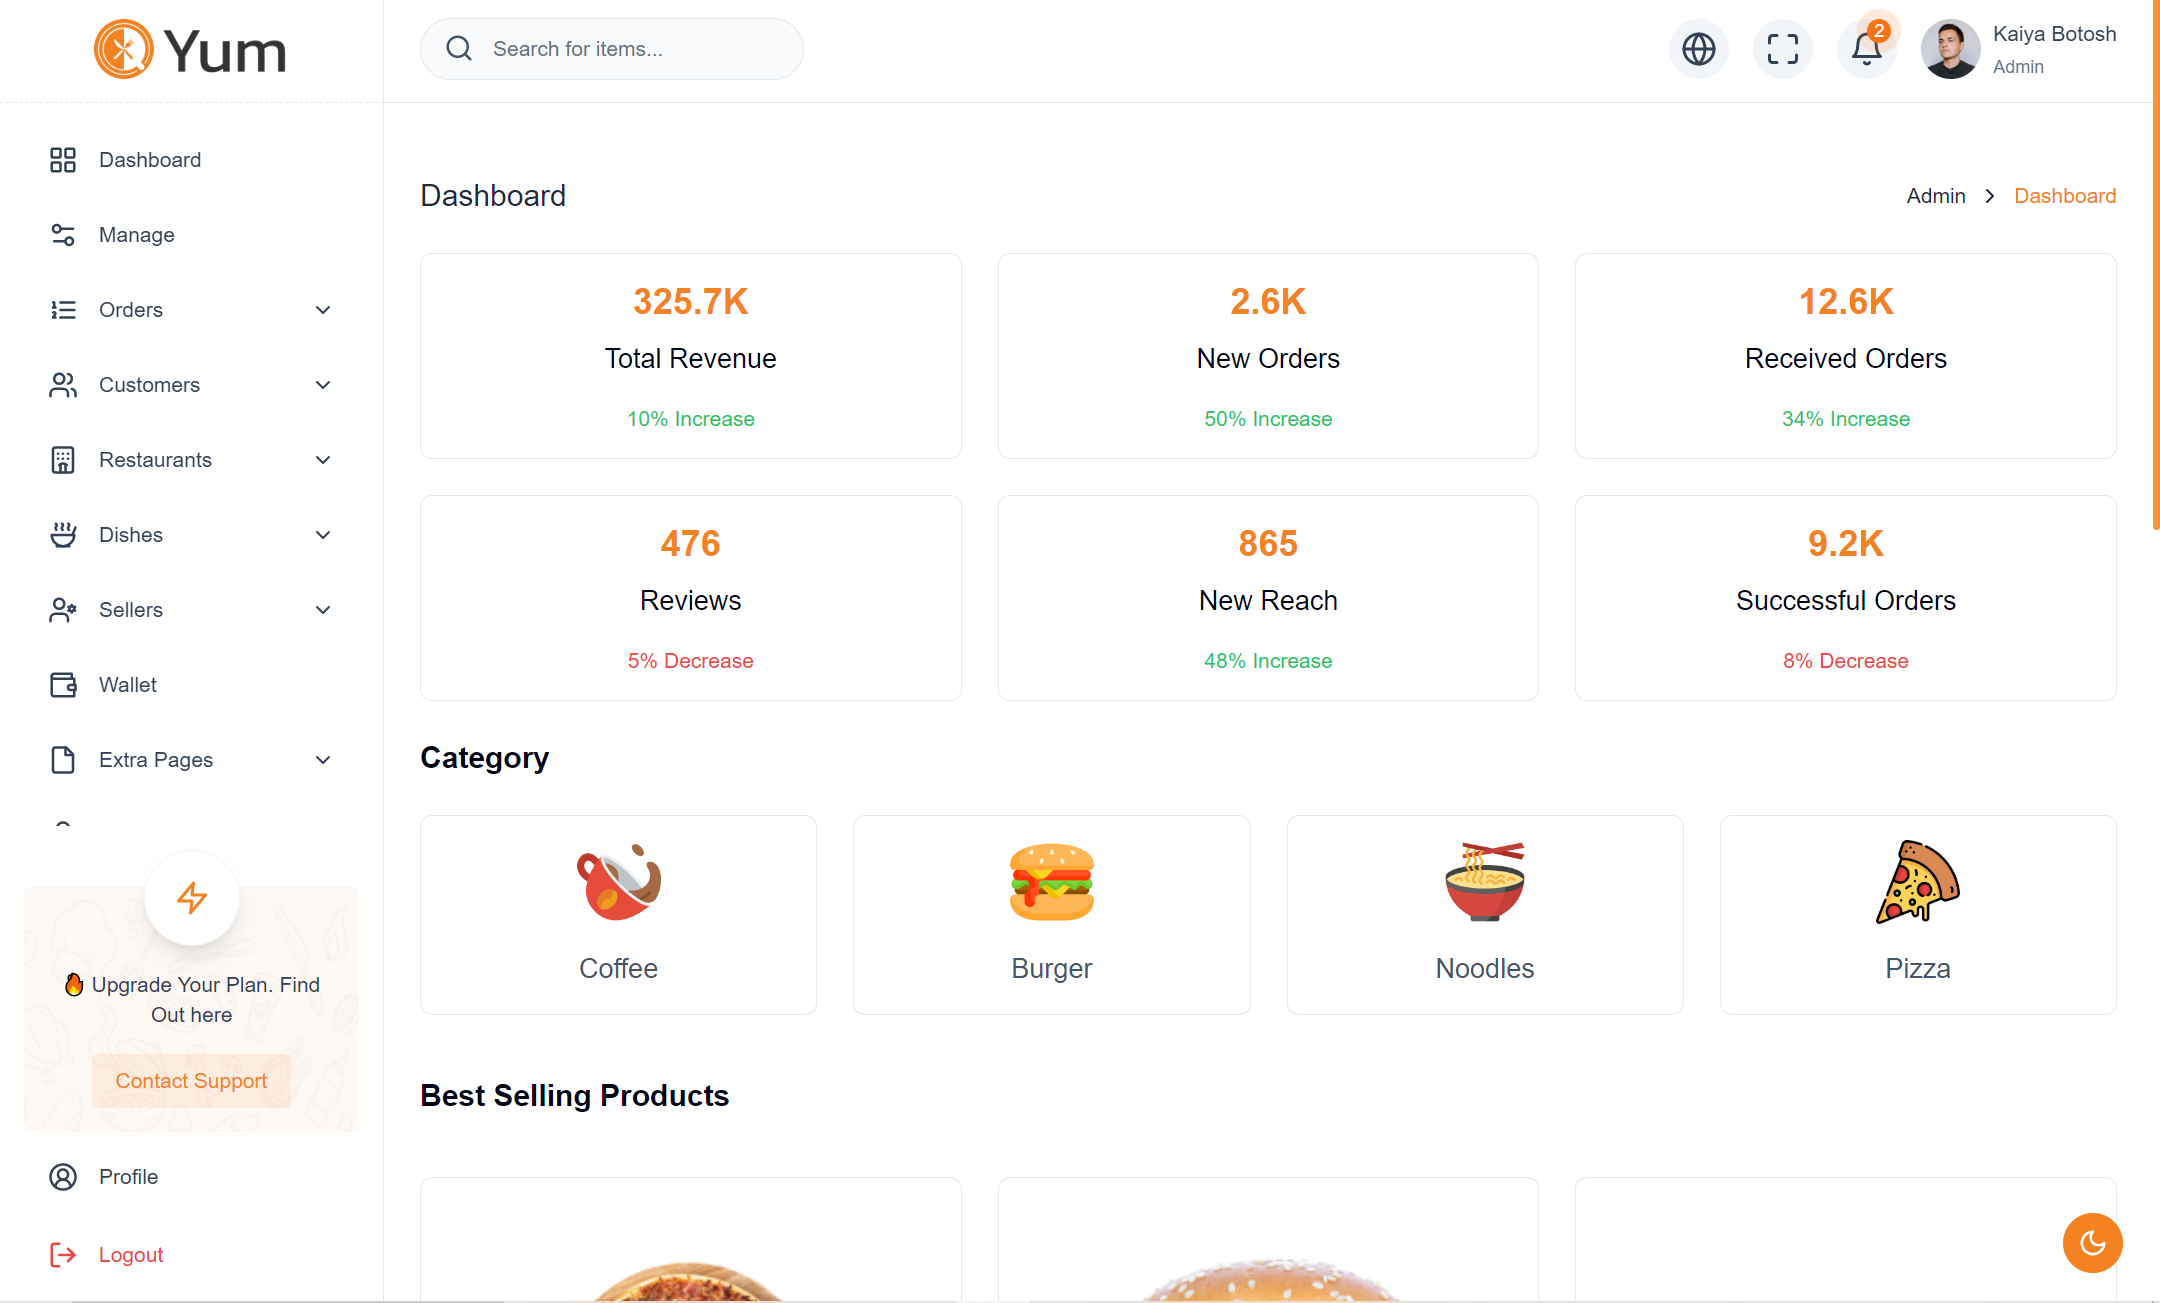 Yum
Search for items...
2
Kaiya Botosh
Admin
Dashboard
Manage
Orders
Customers
Restaurants
Dishes
Sellers
Wallet
Extra Pages
Upgrade Your Plan. Find
Out here
Contact Support
Profile
Logout
Dashboard
Admin > Dashboard
325.7K
Total Revenue
10% Increase
2.6K
New Orders
50% Increase
12.6K
Received Orders
34% Increase
476
Reviews
5% Decrease
865
New Reach
48% Increase
9.2K
Successful Orders
8% Decrease
Category
Coffee
Burger
Noodles
Pizza
Best Selling Products